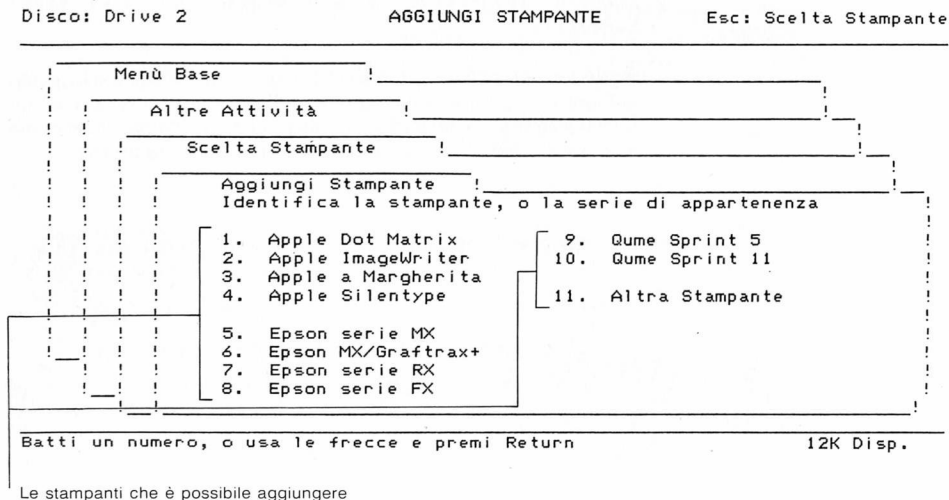 Disco: Drive 2 AGGIUNGI STAMPANTE Esc: Scelta Stampante
Menù Base
Altre Attività
Scelta Stampante
Aggiungi Stampante
Identifica la stampante, o la serie di appartenenza
1. Apple Dot Matrix
2. Apple ImageWriter
3. Apple a Margherita
4. Apple Silentype
5. Epson serie MX
6. Epson MX/Graftrax+
7. Epson serie RX
8. Epson serie FX
9. Qume Sprint 5
10. Qume Sprint 11
11. Altra Stampante
Batti un numero, o usa le frecce e premi Return 12K Disp.
Le stampanti che è possibile aggiungere